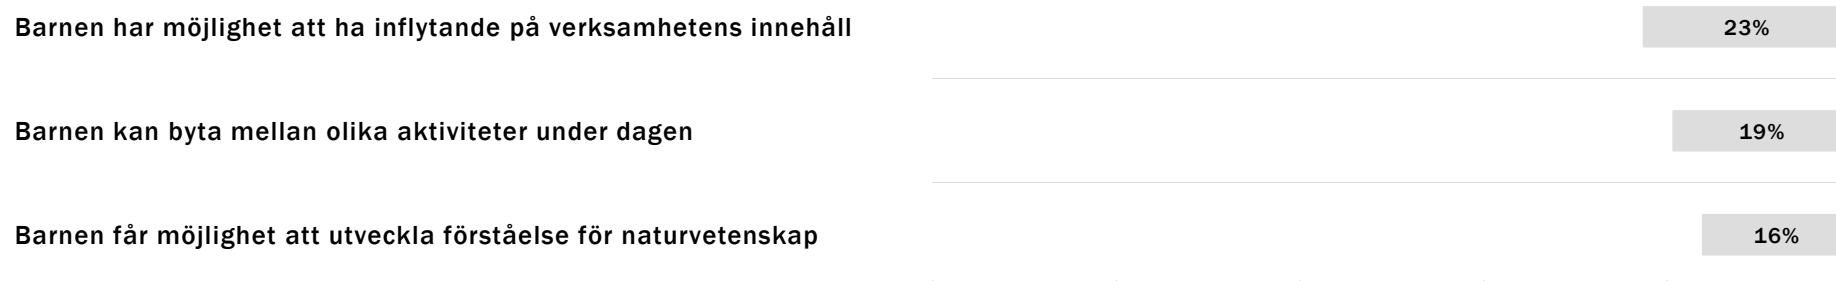 Barnen har möjlighet att ha inflytande på verksamhetens innehåll 23%
Barnen kan byta mellan olika aktiviteter under dagen 19%
Barnen får möjlighet att utveckla förståelse för naturvetenskap 16%